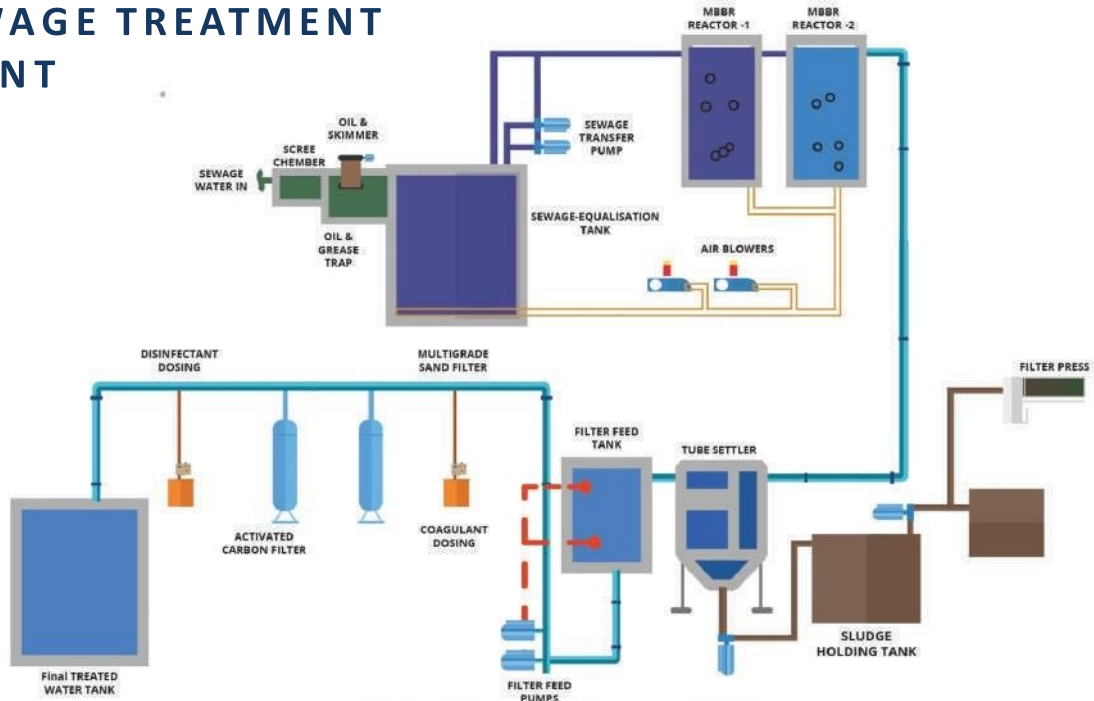 WAGE TREATMENT
NT
MBBR
REACTOR -1
MBBR
REACTOR -2
OIL &
SKIMMER
SCREE
CHEMBER
SEWAGE
WATER IN
SEWAGE
TRANSFER
PUMP
OIL &
GREASE
TRAP
SEWAGE-EQUALISATION
TANK
AIR BLOWERS
DISINFECTANT
DOSING
MULTIGRADE
SAND FILTER
FILTER PRESS
FILTER FEED
TANK
TUBE SETTLER
ACTIVATED
CARBON FILTER
COAGULANT
DOSING
SLUDGE
HOLDING TANK
Final TREATED
WATER TANK
FILTER FEED
PUMPS